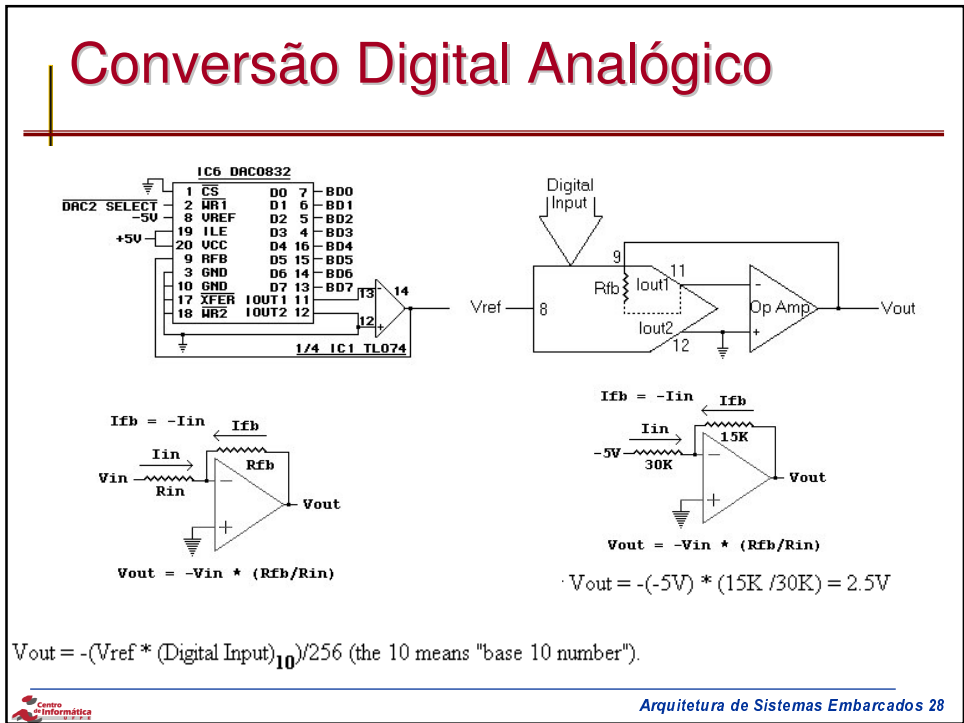 Conversão Digital Analógico
IC6 DAC0832
1 CS D0 7 BD0
DAC2 SELECT 2 WR1 D1 6 BD1
-5V 8 VREF D2 5 BD2
+5V 19 ILE D3 4 BD3
20 VCC D4 16 BD4
9 RFB D5 15 BD5
3 GND D6 14 BD6
10 GND D7 13 BD7
17 XFER IOUT1 11
18 WR2 IOUT2 12
13 - 14
12 +
1/4 IC1 TL074
Digital
Input
9
Rfb Iout1 11
Vref 8
Iout2
12
-
Op Amp
+
Vout
Ifb = -Iin
Ifb
Iin
Rfb
Vin
Rin
-
+
Vout
Vout = -Vin * (Rfb/Rin)
Ifb = -Iin
Ifb
Iin
15K
-5V
30K
-
+
Vout
Vout = -Vin * (Rfb/Rin)
Vout = -(-5V) * (15K /30K) = 2.5V
Vout = -(Vref * (Digital Input)10)/256 (the 10 means "base 10 number").
Centro
de Informática
UFPE
Arquitetura de Sistemas Embarcados 28